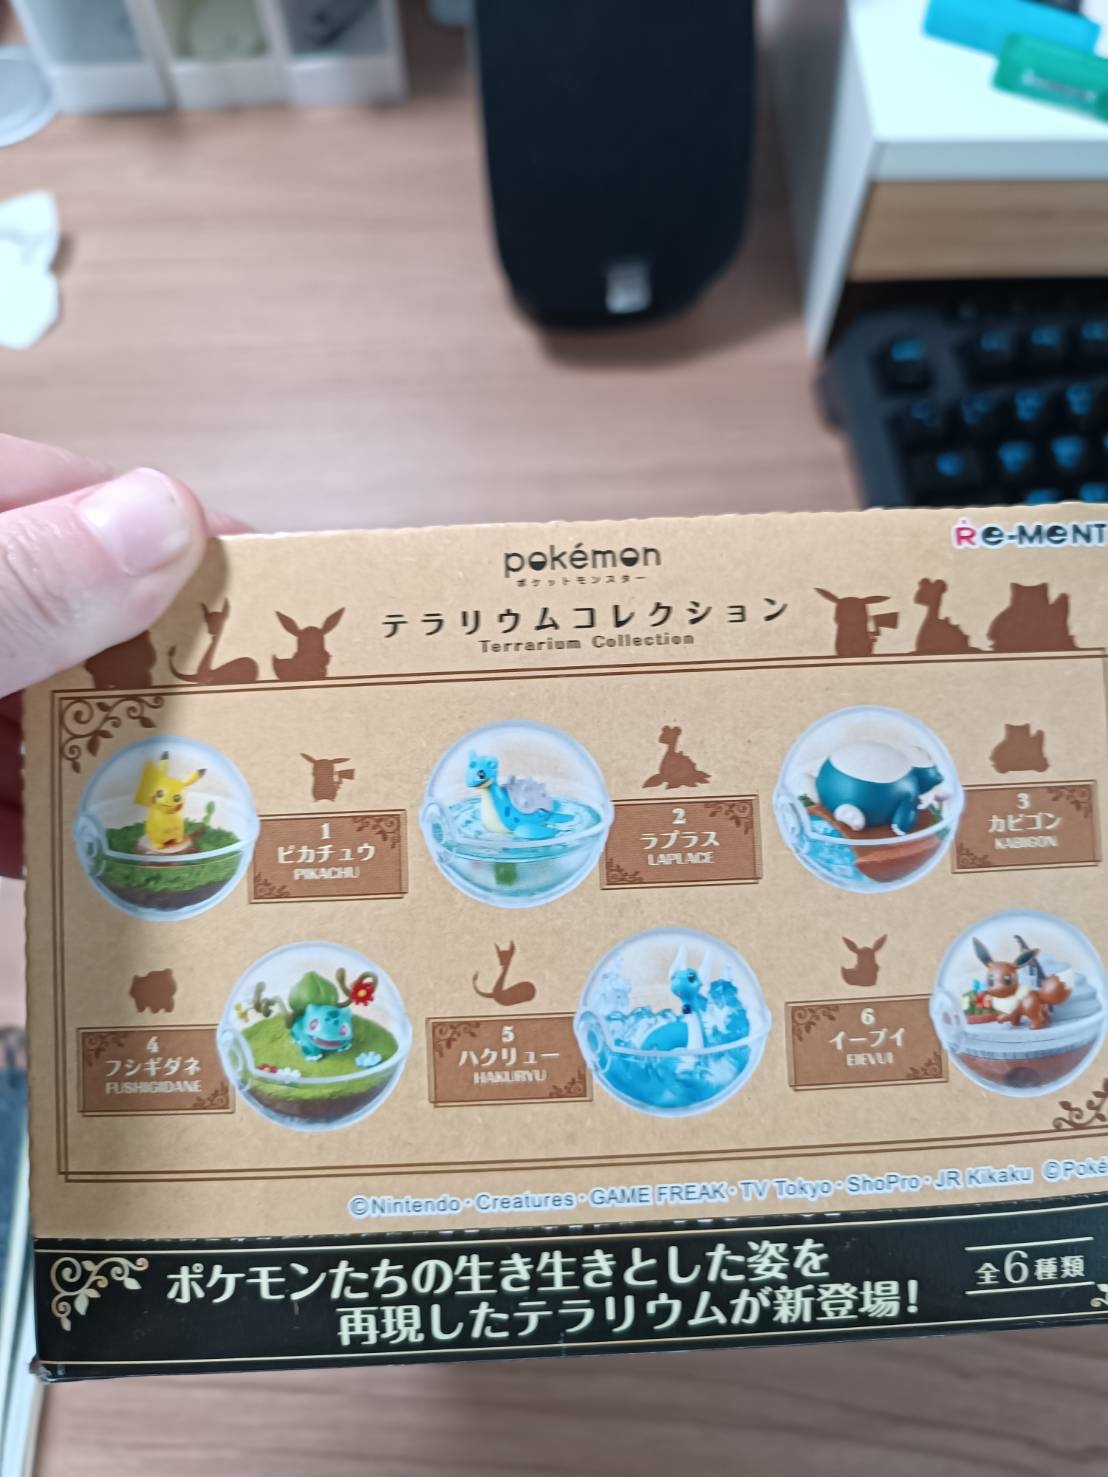 pokémon
ポケットモンスター
Re-MeNT
テラリウムコレクション
Terrarium Collection
1
ピカチュウ
PIKACHU
2
ラプラス
LAPLACE
3
カビゴン
KABIGON
4
フシギダネ
FUSHIGIDANE
5
ハクリュー
HAKURYU
6
イーブイ
EIEVUI
©Nintendo・Creatures・GAME FREAK・TV Tokyo・ShoPro・JR Kikaku ©Poké
ポケモンたちの生き生きとした姿を
再現したテラリウムが新登場!
全6種類